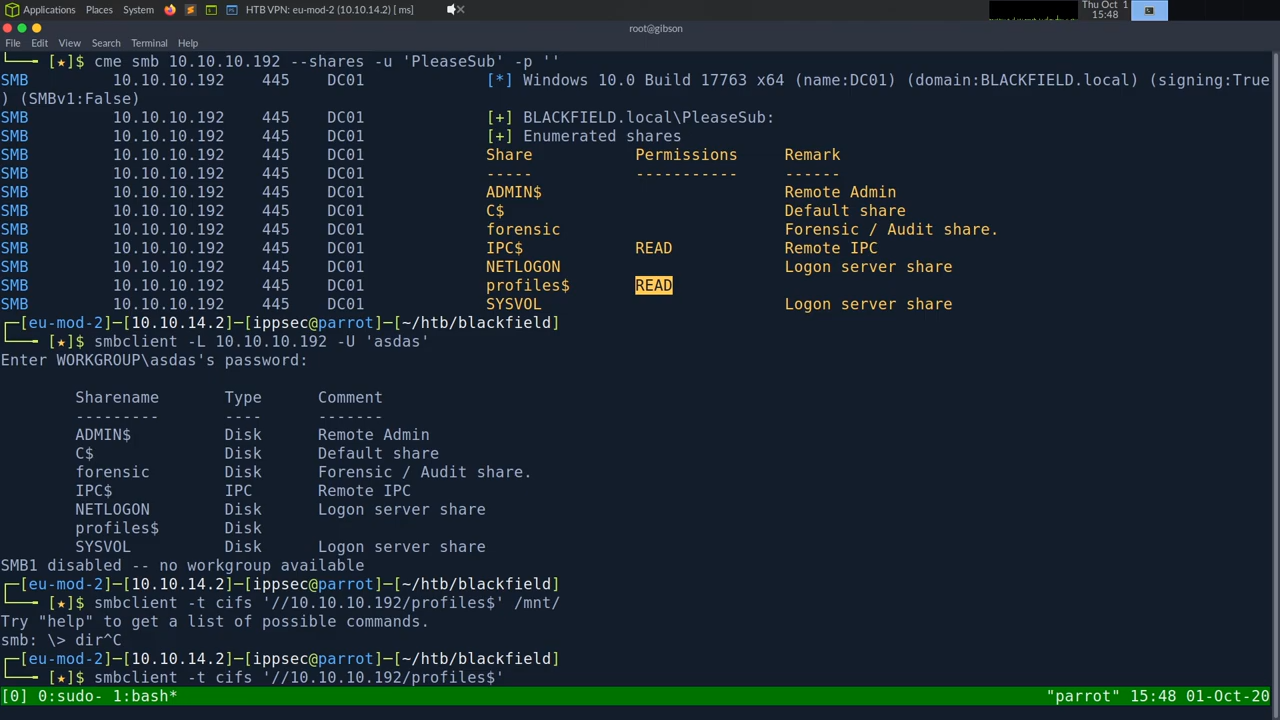 Applications Places System HTB VPN: eu-mod-2 (10.10.14.2) [ ms] Thu Oct 1
15:48
root@gibson
File Edit View Search Terminal Help
└──╼ [★]$ cme smb 10.10.10.192 --shares -u 'PleaseSub' -p ''
SMB 10.10.10.192 445 DC01 [*] Windows 10.0 Build 17763 x64 (name:DC01) (domain:BLACKFIELD.local) (signing:True
) (SMBv1:False)
SMB 10.10.10.192 445 DC01 [+] BLACKFIELD.local\PleaseSub:
SMB 10.10.10.192 445 DC01 [+] Enumerated shares
SMB 10.10.10.192 445 DC01 Share Permissions Remark
SMB 10.10.10.192 445 DC01 ----- ----------- ------
SMB 10.10.10.192 445 DC01 ADMIN$ Remote Admin
SMB 10.10.10.192 445 DC01 C$ Default share
SMB 10.10.10.192 445 DC01 forensic Forensic / Audit share.
SMB 10.10.10.192 445 DC01 IPC$ READ Remote IPC
SMB 10.10.10.192 445 DC01 NETLOGON Logon server share
SMB 10.10.10.192 445 DC01 profiles$ READ
SMB 10.10.10.192 445 DC01 SYSVOL Logon server share
┌─[eu-mod-2]─[10.10.14.2]─[ippsec@parrot]─[~/htb/blackfield]
└──╼ [★]$ smbclient -L 10.10.10.192 -U 'asdas'
Enter WORKGROUP\asdas's password:
Sharename Type Comment
--------- ---- -------
ADMIN$ Disk Remote Admin
C$ Disk Default share
forensic Disk Forensic / Audit share.
IPC$ IPC Remote IPC
NETLOGON Disk Logon server share
profiles$ Disk
SYSVOL Disk Logon server share
SMB1 disabled -- no workgroup available
┌─[eu-mod-2]─[10.10.14.2]─[ippsec@parrot]─[~/htb/blackfield]
└──╼ [★]$ smbclient -t cifs '//10.10.10.192/profiles$' /mnt/
Try "help" to get a list of possible commands.
smb: \> dir^C
┌─[eu-mod-2]─[10.10.14.2]─[ippsec@parrot]─[~/htb/blackfield]
└──╼ [★]$ smbclient -t cifs '//10.10.10.192/profiles$'
[0] 0:sudo- 1:bash* "parrot" 15:48 01-Oct-20